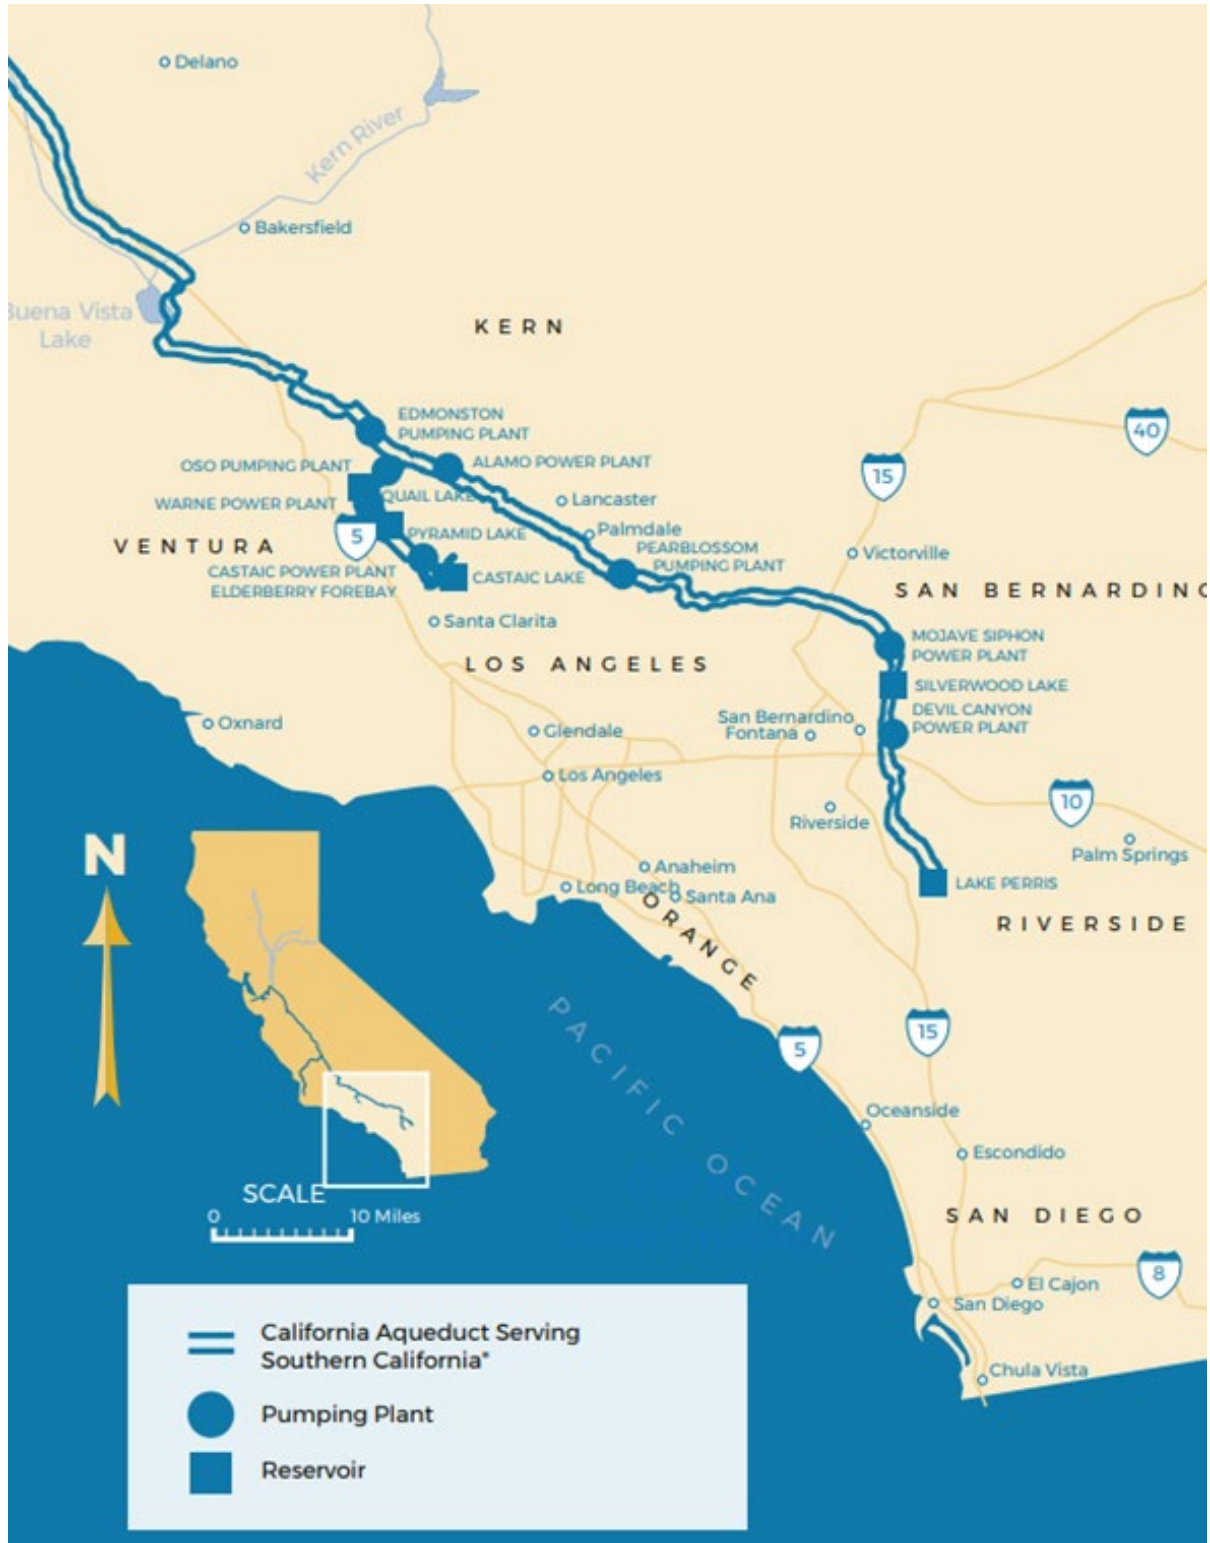 Delano
Kern River
Bakersfield
Buena Vista
Lake
KERN
EDMONSTON
PUMPING PLANT
OSO PUMPING PLANT
ALAMO POWER PLANT
40
15
QUAIL LAKE
WARNE POWER PLANT
Lancaster
5
PYRAMID LAKE
Palmdale
VENTURA
PEARBLOSSOM
PUMPING PLANT
Victorville
CASTAIC POWER PLANT
CASTAIC LAKE
ELDERBERRY FOREBAY
SAN BERNARDINO
Santa Clarita
MOJAVE SIPHON
POWER PLANT
LOS ANGELES
SILVERWOOD LAKE
DEVIL CANYON
POWER PLANT
Oxnard
Glendale
San Bernardino
Fontana
Los Angeles
10
Riverside
N
Palm Springs
Anaheim
Long Beach
Santa Ana
LAKE PERRIS
ORANGE
RIVERSIDE
PACIFIC OCEAN
5
15
Oceanside
Escondido
SCALE
0 10 Miles
SAN DIEGO
8
El Cajon
San Diego
Chula Vista
California Aqueduct Serving
Southern California*
Pumping Plant
Reservoir